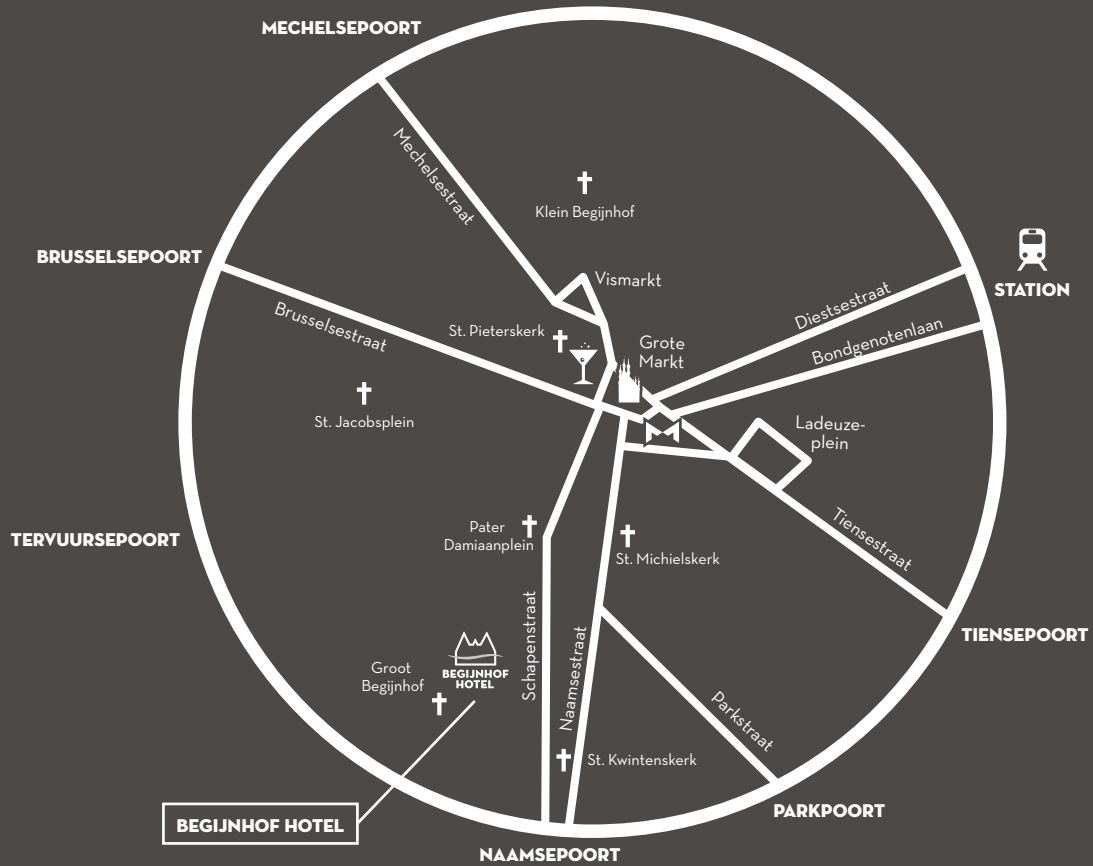 MECHELSEPOORT
Mechelsestraat
Klein Begijnhof
BRUSSELSEPOORT
Vismarkt
STATION
Diestsestraat
Brusselsestraat
St. Pieterskerk
Grote
Markt
Bondgenotenlaan
St. Jacobsplein
Ladeuze-
plein
Pater
Damiaanplein
Tiensestraat
TERVUURSEPOORT
St. Michielskerk
Schapenstraat
Naamsestraat
TIENSEPOORT
Groot
Begijnhof
BEGIJNHOF
HOTEL
Parkstraat
St. Kwintenskerk
BEGIJNHOF HOTEL
PARKPOORT
NAAMSEPOORT